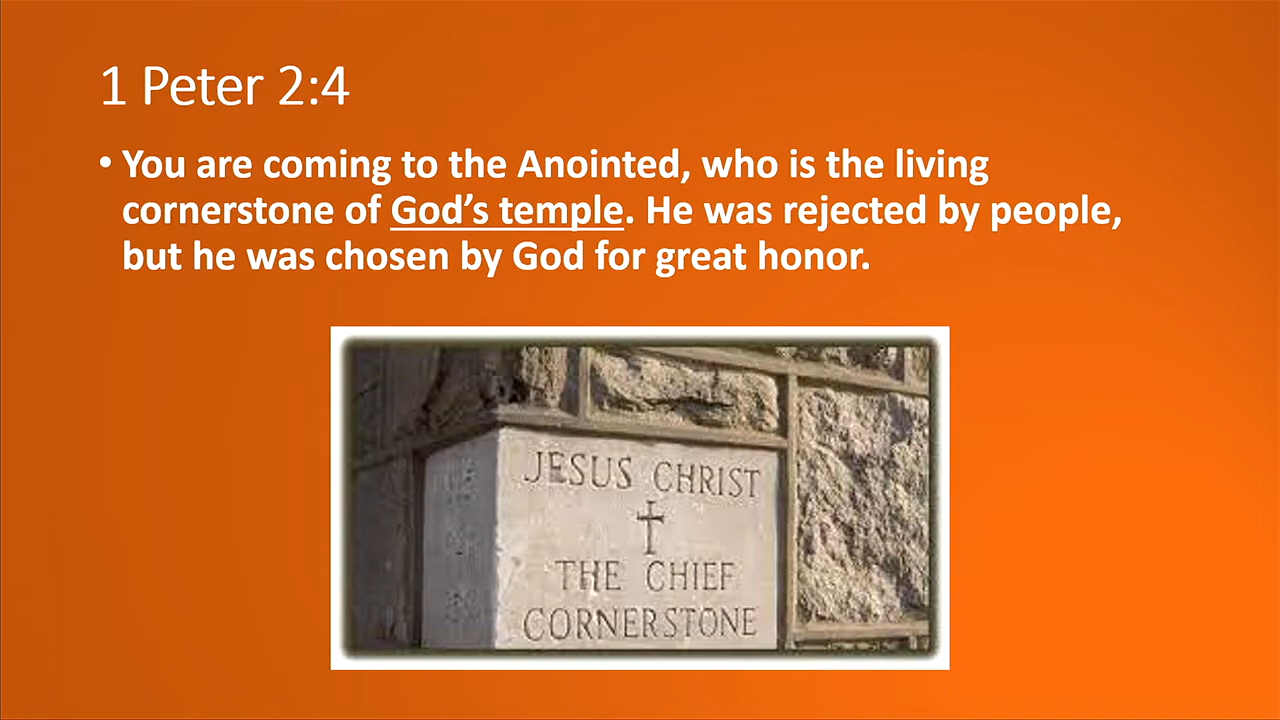 1 Peter 2:4
• You are coming to the Anointed, who is the living
cornerstone of God’s temple. He was rejected by people,
but he was chosen by God for great honor.
JESUS CHRIST
THE CHIEF
CORNERSTONE